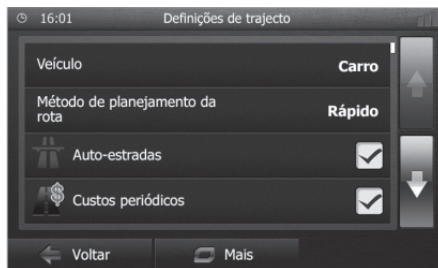 16:01 Definições de trajecto
Veículo Carro
Método de planejamento da
rota Rápido
Auto-estradas
Custos periódicos
Voltar Mais